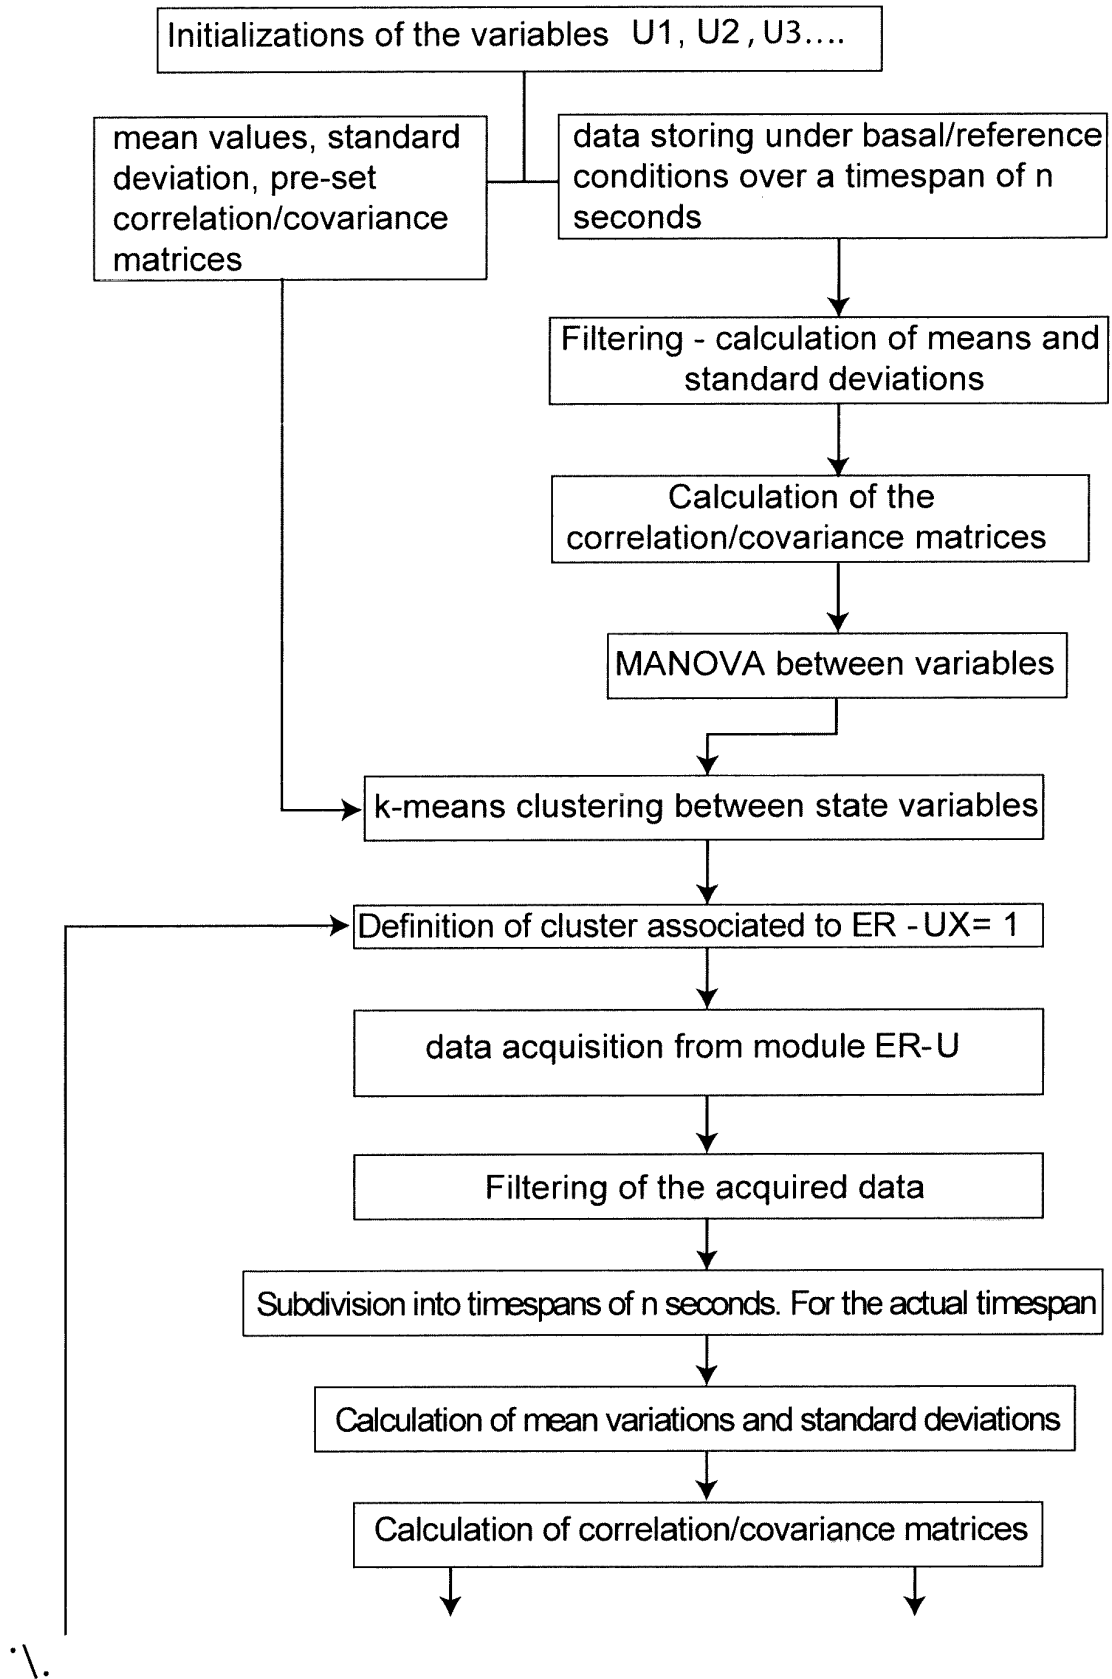 Initializations of the variables U1, U2, U3....
mean values, standard
deviation, pre-set
correlation/covariance
matrices
data storing under basal/reference
conditions over a timespan of n
seconds
Filtering - calculation of means and
standard deviations
Calculation of the
correlation/covariance matrices
MANOVA between variables
k-means clustering between state variables
Definition of cluster associated to ER - UX= 1
data acquisition from module ER-U
Filtering of the acquired data
Subdivision into timespans of n seconds. For the actual timespan
Calculation of mean variations and standard deviations
Calculation of correlation/covariance matrices
·\.